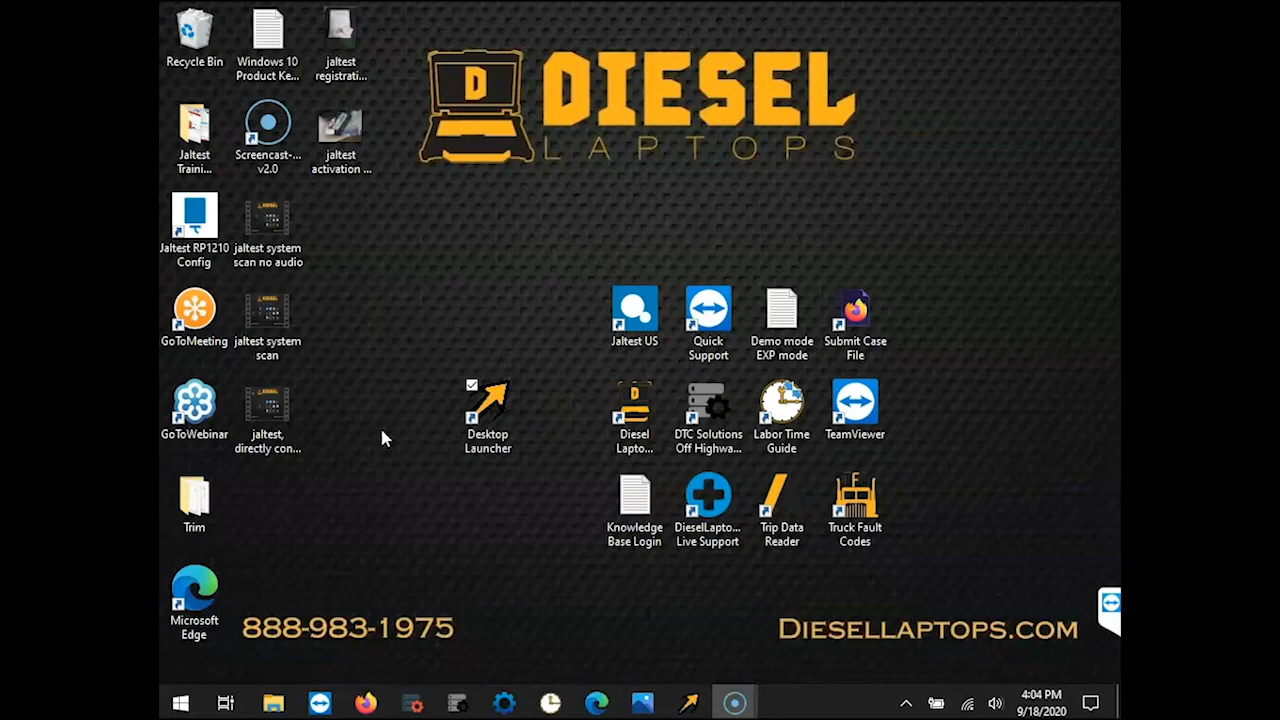 DIESEL
LAPTOPS
Recycle Bin
Windows 10
Product Ke...
jaltest
registrati...
Jaltest
Traini...
Screencast-...
v2.0
jaltest
activation ...
Jaltest RP1210
Config
jaltest system
scan no audio
GoToMeeting
jaltest system
scan
Jaltest US
Quick
Support
Demo mode
EXP mode
Submit Case
File
GoToWebinar
jaltest,
directly con...
Desktop
Launcher
Diesel
Lapto...
DTC Solutions
Off Highwa...
Labor Time
Guide
TeamViewer
Trim
Knowledge
Base Login
DieselLapto...
Live Support
Trip Data
Reader
Truck Fault
Codes
Microsoft
Edge
888-983-1975
DIESELLAPTOPS.COM
4:04 PM
9/18/2020